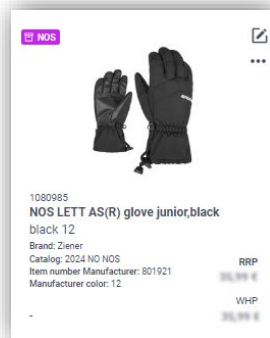 NOS
1080985
NOS LETT AS(R) glove junior,black
black 12
Brand: Ziener
Catalog: 2024 NO NOS
Item number Manufacturer: 801921
Manufacturer color: 12
RRP
WHP
-